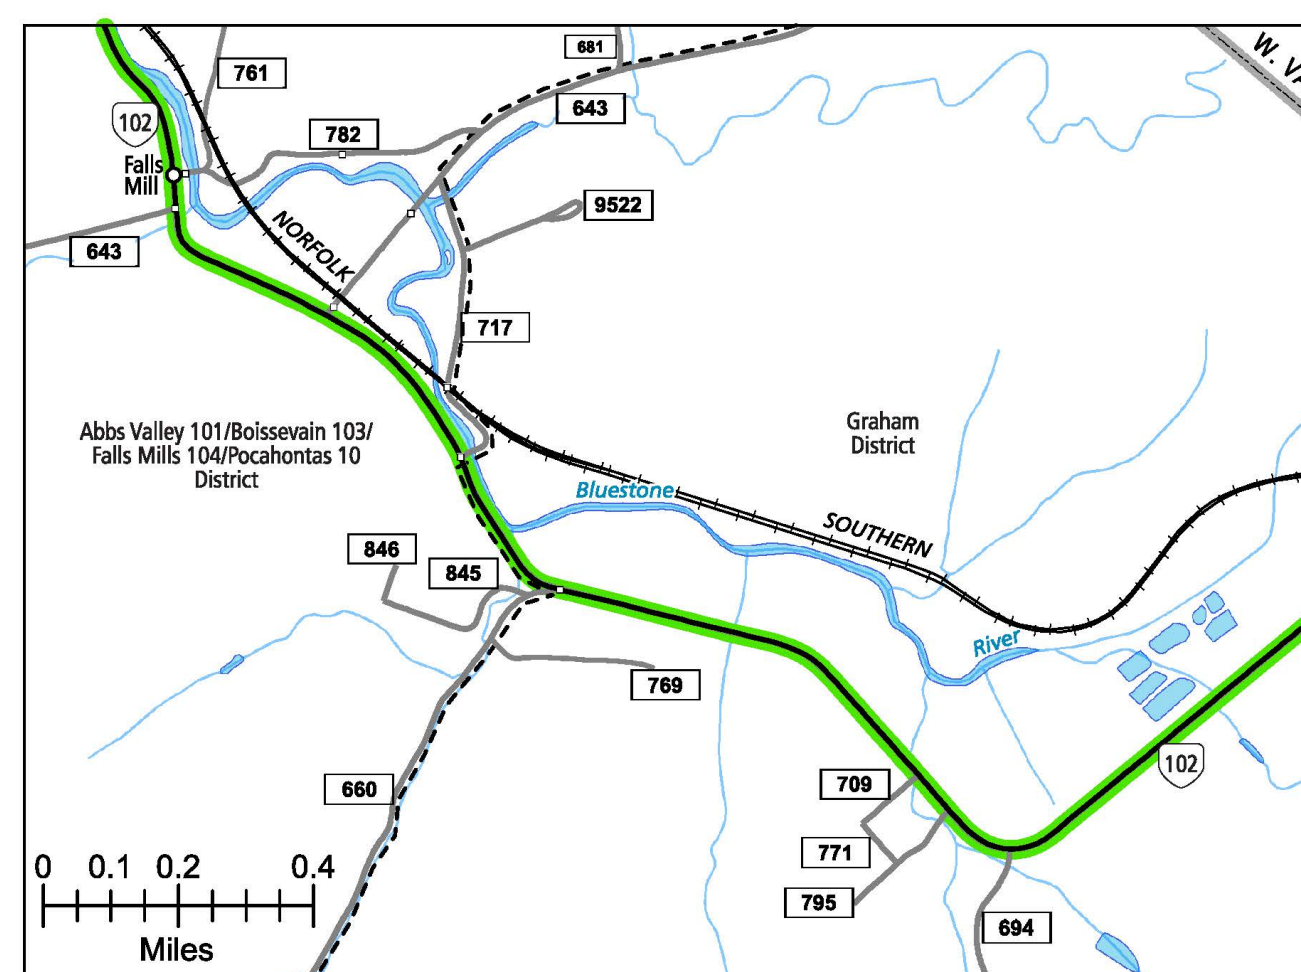 681
W. VA
761
643
102
782
Falls
Mill
9522
643
NORFOLK
717
Abbs Valley 101/Boissevain 103/
Falls Mills 104/Pocahontas 10
District
Graham
District
Bluestone
SOUTHERN
846
845
River
769
102
660
709
771
795
694
0 0.1 0.2 0.4
Miles